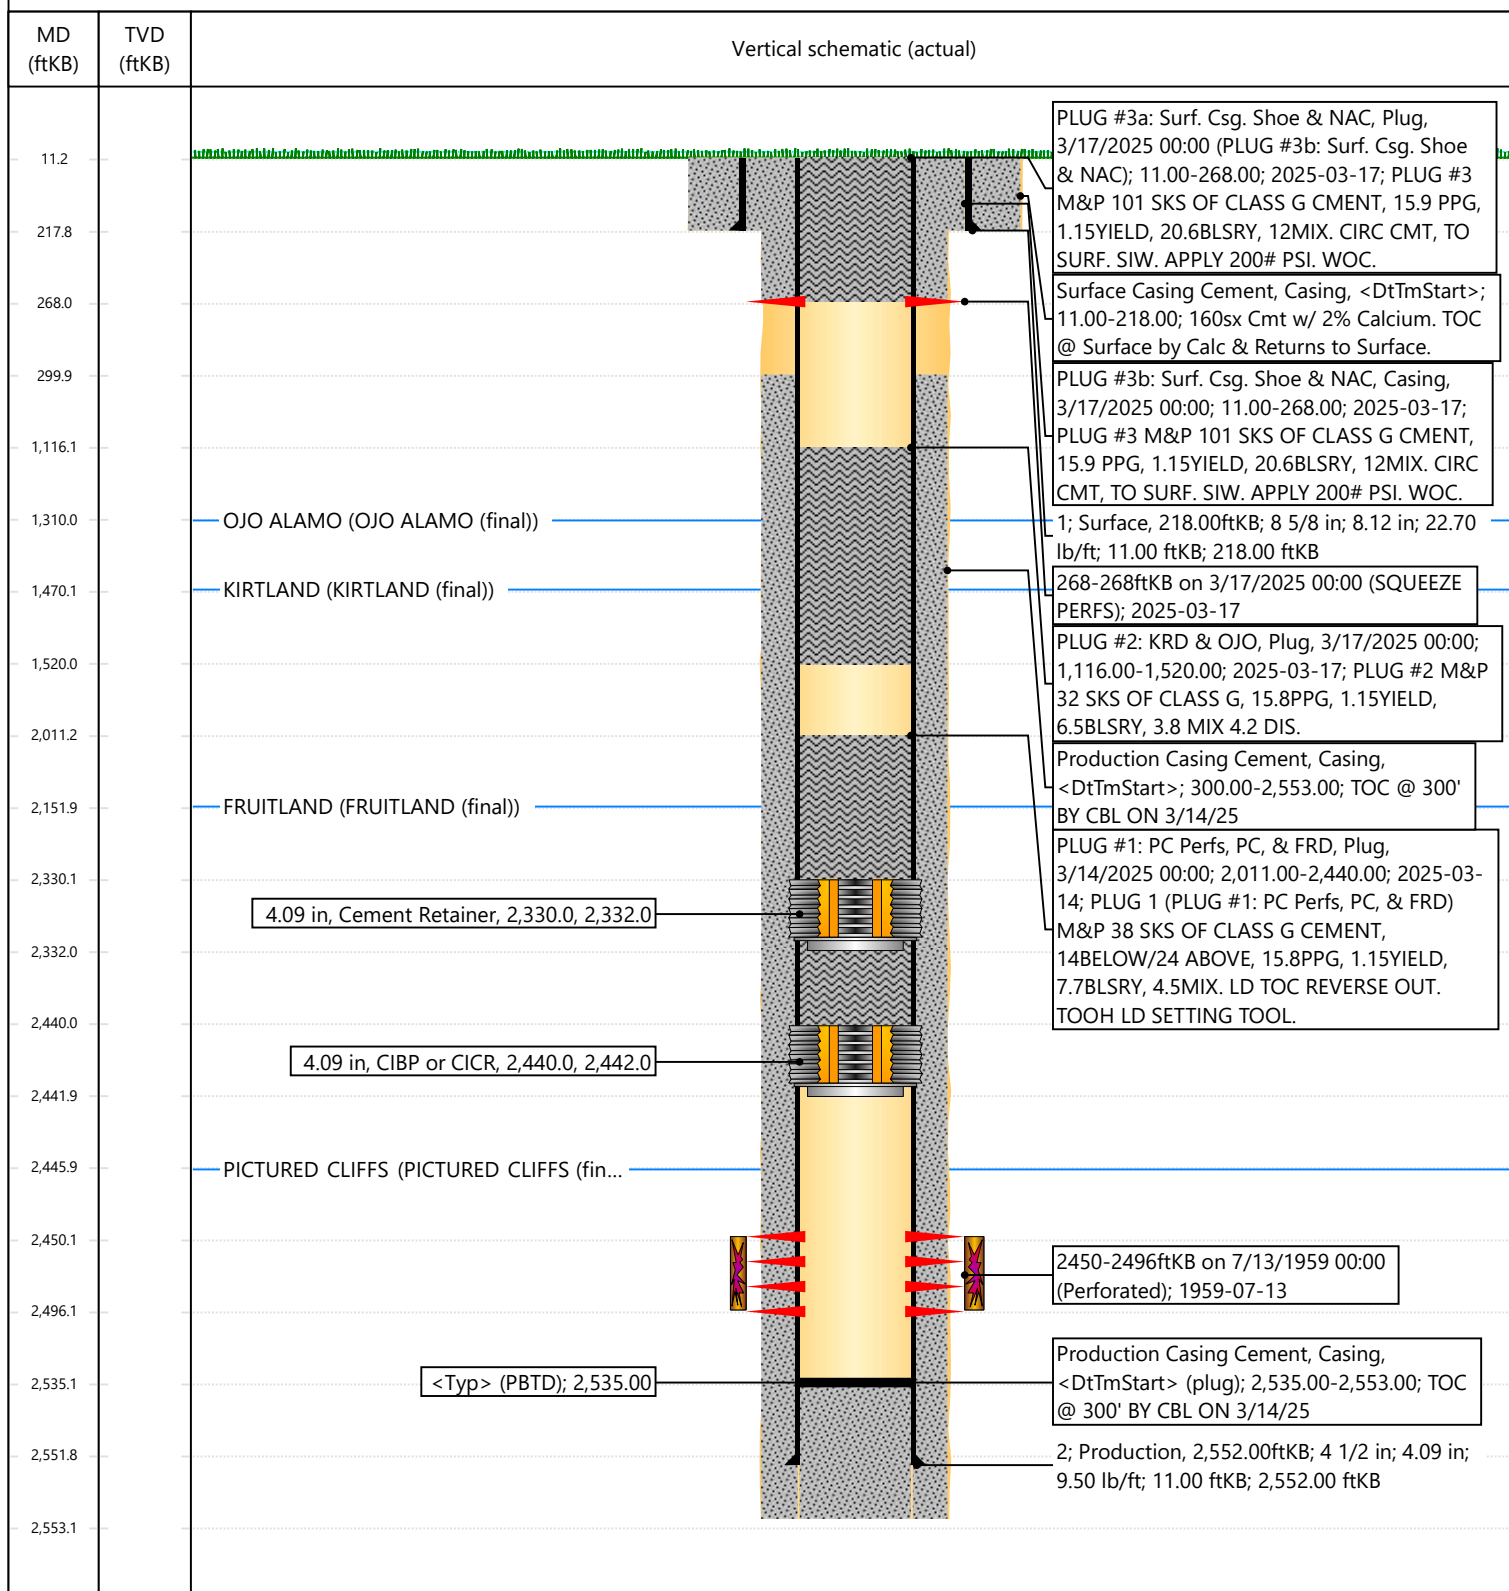 MD
(ftKB)
TVD
(ftKB)
Vertical schematic (actual)
11.2
217.8
268.0
299.9
1,116.1
1,310.0
1,470.1
1,520.0
2,011.2
2,151.9
2,330.1
2,332.0
2,440.0
2,441.9
2,445.9
2,450.1
2,496.1
2,535.1
2,551.8
2,553.1
OJO ALAMO (OJO ALAMO (final))
KIRTLAND (KIRTLAND (final))
FRUITLAND (FRUITLAND (final))
4.09 in, Cement Retainer, 2,330.0, 2,332.0
4.09 in, CIBP or CICR, 2,440.0, 2,442.0
PICTURED CLIFFS (PICTURED CLIFFS (fin...
<Typ> (PBTD); 2,535.00
PLUG #3a: Surf. Csg. Shoe & NAC, Plug,
3/17/2025 00:00 (PLUG #3b: Surf. Csg. Shoe
& NAC); 11.00-268.00; 2025-03-17; PLUG #3
M&P 101 SKS OF CLASS G CMENT, 15.9 PPG,
1.15YIELD, 20.6BLSRY, 12MIX. CIRC CMT, TO
SURF. SIW. APPLY 200# PSI. WOC.
Surface Casing Cement, Casing, <DtTmStart>;
11.00-218.00; 160sx Cmt w/ 2% Calcium. TOC
@ Surface by Calc & Returns to Surface.
PLUG #3b: Surf. Csg. Shoe & NAC, Casing,
3/17/2025 00:00; 11.00-268.00; 2025-03-17;
PLUG #3 M&P 101 SKS OF CLASS G CMENT,
15.9 PPG, 1.15YIELD, 20.6BLSRY, 12MIX. CIRC
CMT, TO SURF. SIW. APPLY 200# PSI. WOC.
1; Surface, 218.00ftKB; 8 5/8 in; 8.12 in; 22.70
lb/ft; 11.00 ftKB; 218.00 ftKB
268-268ftKB on 3/17/2025 00:00 (SQUEEZE
PERFS); 2025-03-17
PLUG #2: KRD & OJO, Plug, 3/17/2025 00:00;
1,116.00-1,520.00; 2025-03-17; PLUG #2 M&P
32 SKS OF CLASS G, 15.8PPG, 1.15YIELD,
6.5BLSRY, 3.8 MIX 4.2 DIS.
Production Casing Cement, Casing,
<DtTmStart>; 300.00-2,553.00; TOC @ 300'
BY CBL ON 3/14/25
PLUG #1: PC Perfs, PC, & FRD, Plug,
3/14/2025 00:00; 2,011.00-2,440.00; 2025-03-
14; PLUG 1 (PLUG #1: PC Perfs, PC, & FRD)
M&P 38 SKS OF CLASS G CEMENT,
14BELOW/24 ABOVE, 15.8PPG, 1.15YIELD,
7.7BLSRY, 4.5MIX. LD TOC REVERSE OUT.
TOOH LD SETTING TOOL.
2450-2496ftKB on 7/13/1959 00:00
(Perforated); 1959-07-13
Production Casing Cement, Casing,
<DtTmStart> (plug); 2,535.00-2,553.00; TOC
@ 300' BY CBL ON 3/14/25
2; Production, 2,552.00ftKB; 4 1/2 in; 4.09 in;
9.50 lb/ft; 11.00 ftKB; 2,552.00 ftKB